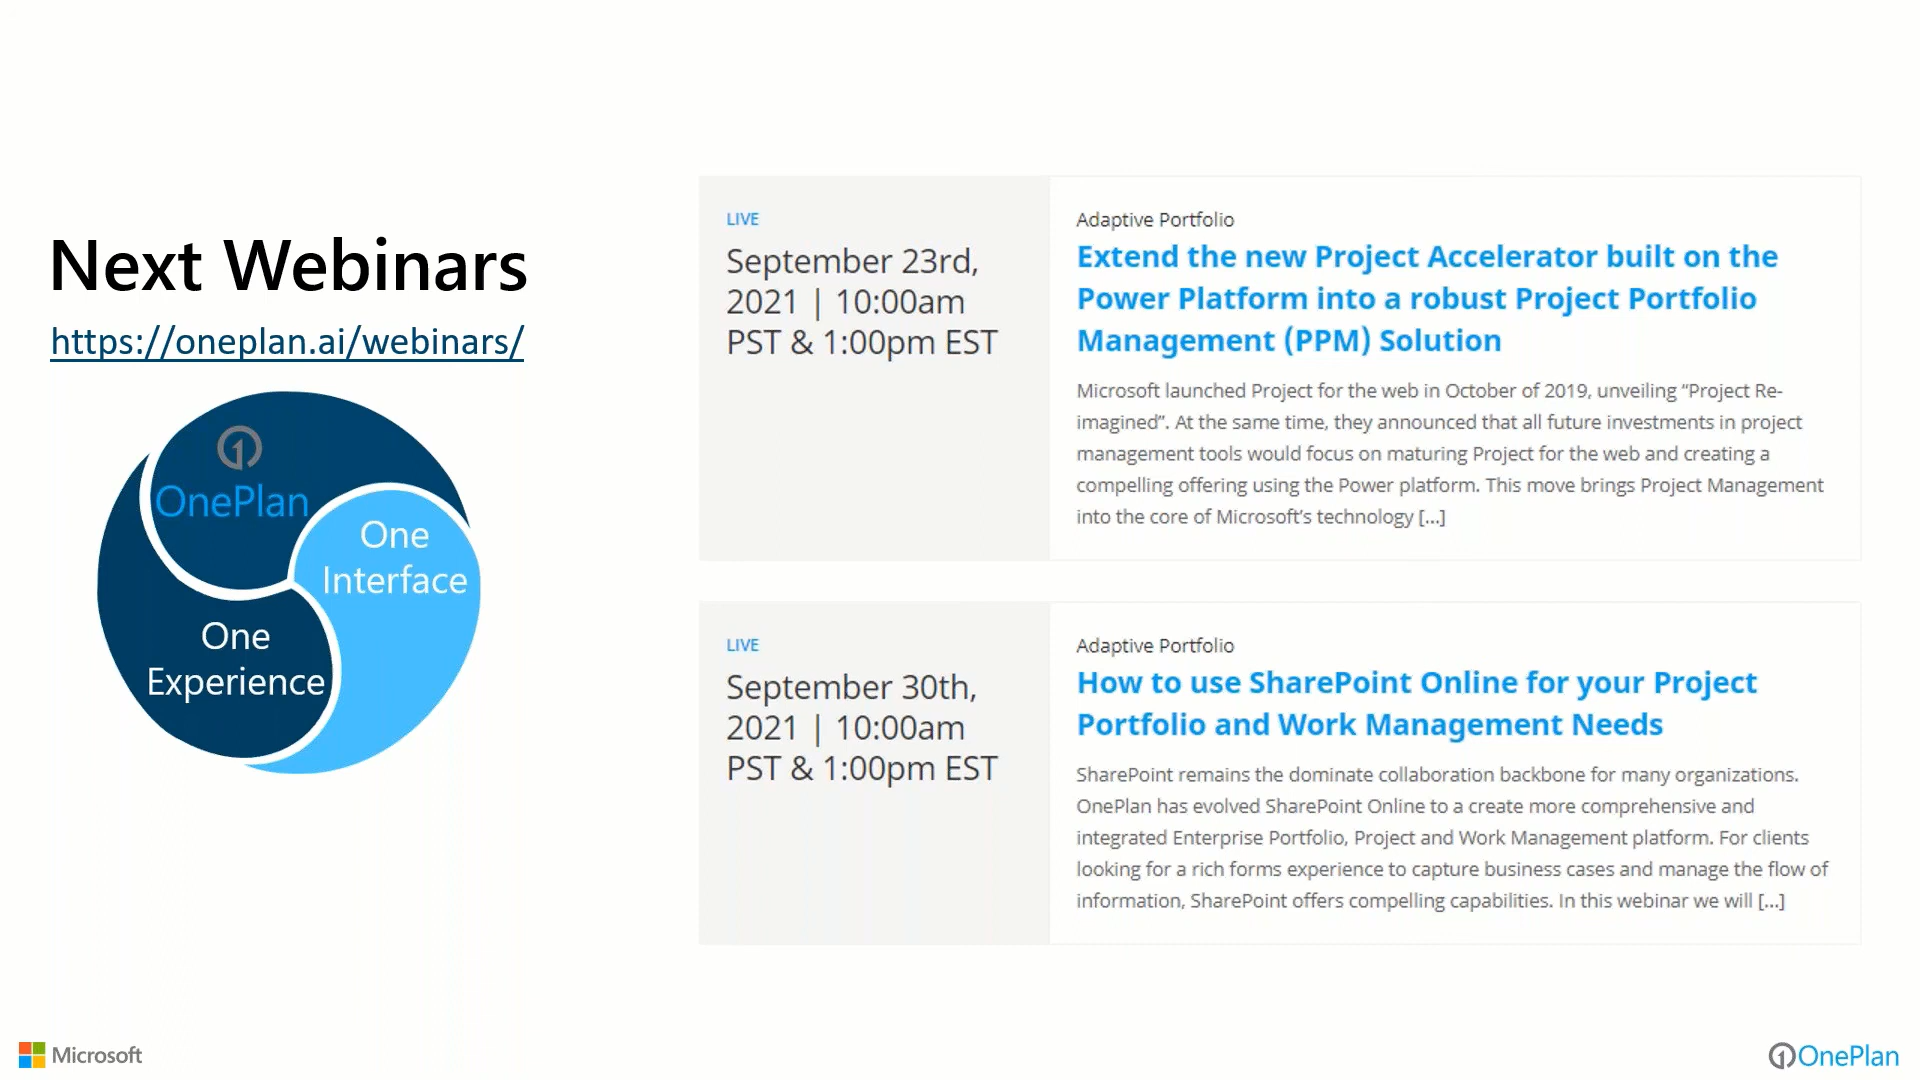 Next Webinars
https://oneplan.ai/webinars/
OnePlan
One
Interface
One
Experience
LIVE
September 23rd,
2021 | 10:00am
PST & 1:00pm EST
Adaptive Portfolio
Extend the new Project Accelerator built on the
Power Platform into a robust Project Portfolio
Management (PPM) Solution
Microsoft launched Project for the web in October of 2019, unveiling “Project Re-
imagined”. At the same time, they announced that all future investments in project
management tools would focus on maturing Project for the web and creating a
compelling offering using the Power platform. This move brings Project Management
into the core of Microsoft’s technology [...]
LIVE
September 30th,
2021 | 10:00am
PST & 1:00pm EST
Adaptive Portfolio
How to use SharePoint Online for your Project
Portfolio and Work Management Needs
SharePoint remains the dominate collaboration backbone for many organizations.
OnePlan has evolved SharePoint Online to a create more comprehensive and
integrated Enterprise Portfolio, Project and Work Management platform. For clients
looking for a rich forms experience to capture business cases and manage the flow of
information, SharePoint offers compelling capabilities. In this webinar we will [...]
Microsoft
OnePlan